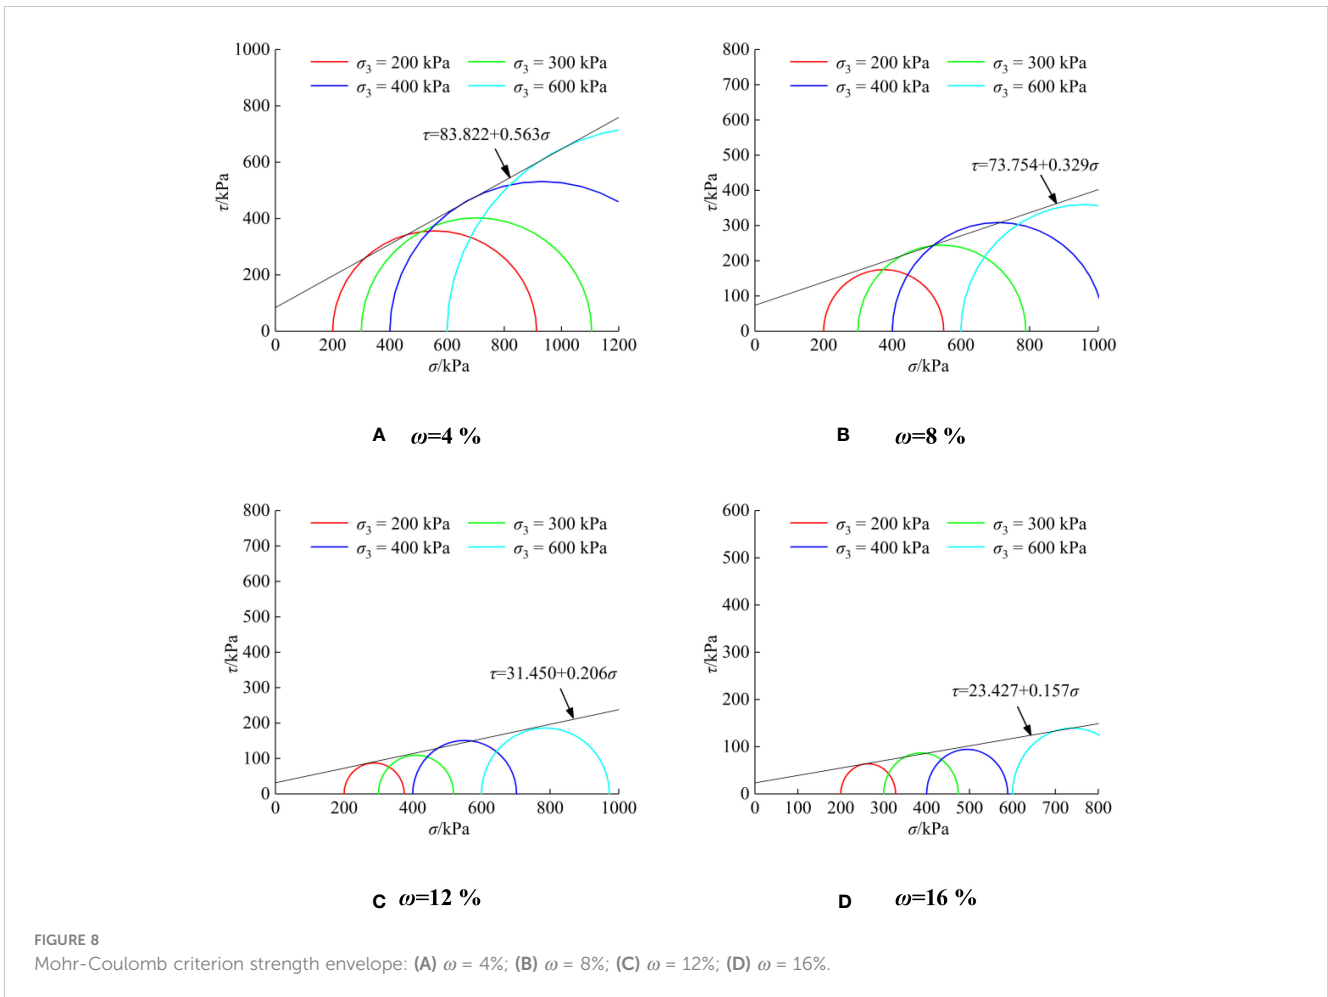 1000
800
600
400
200
0
τ/kPa
σ₃ = 200 kPa
σ₃ = 300 kPa
σ₃ = 400 kPa
σ₃ = 600 kPa
τ=83.822+0.563σ
0 200 400 600 800 1000 1200
σ/kPa
A ω=4 %
800
700
600
500
400
300
200
100
0
τ/kPa
σ₃ = 200 kPa
σ₃ = 300 kPa
σ₃ = 400 kPa
σ₃ = 600 kPa
τ=73.754+0.329σ
0 200 400 600 800 1000
σ/kPa
B ω=8 %
800
700
600
500
400
300
200
100
0
τ/kPa
σ₃ = 200 kPa
σ₃ = 300 kPa
σ₃ = 400 kPa
σ₃ = 600 kPa
τ=31.450+0.206σ
0 200 400 600 800 1000
σ/kPa
C ω=12 %
600
500
400
300
200
100
0
τ/kPa
σ₃ = 200 kPa
σ₃ = 300 kPa
σ₃ = 400 kPa
σ₃ = 600 kPa
τ=23.427+0.157σ
0 100 200 300 400 500 600 700 800
σ/kPa
D ω=16 %
FIGURE 8
Mohr-Coulomb criterion strength envelope: (A) ω = 4%; (B) ω = 8%; (C) ω = 12%; (D) ω = 16%.